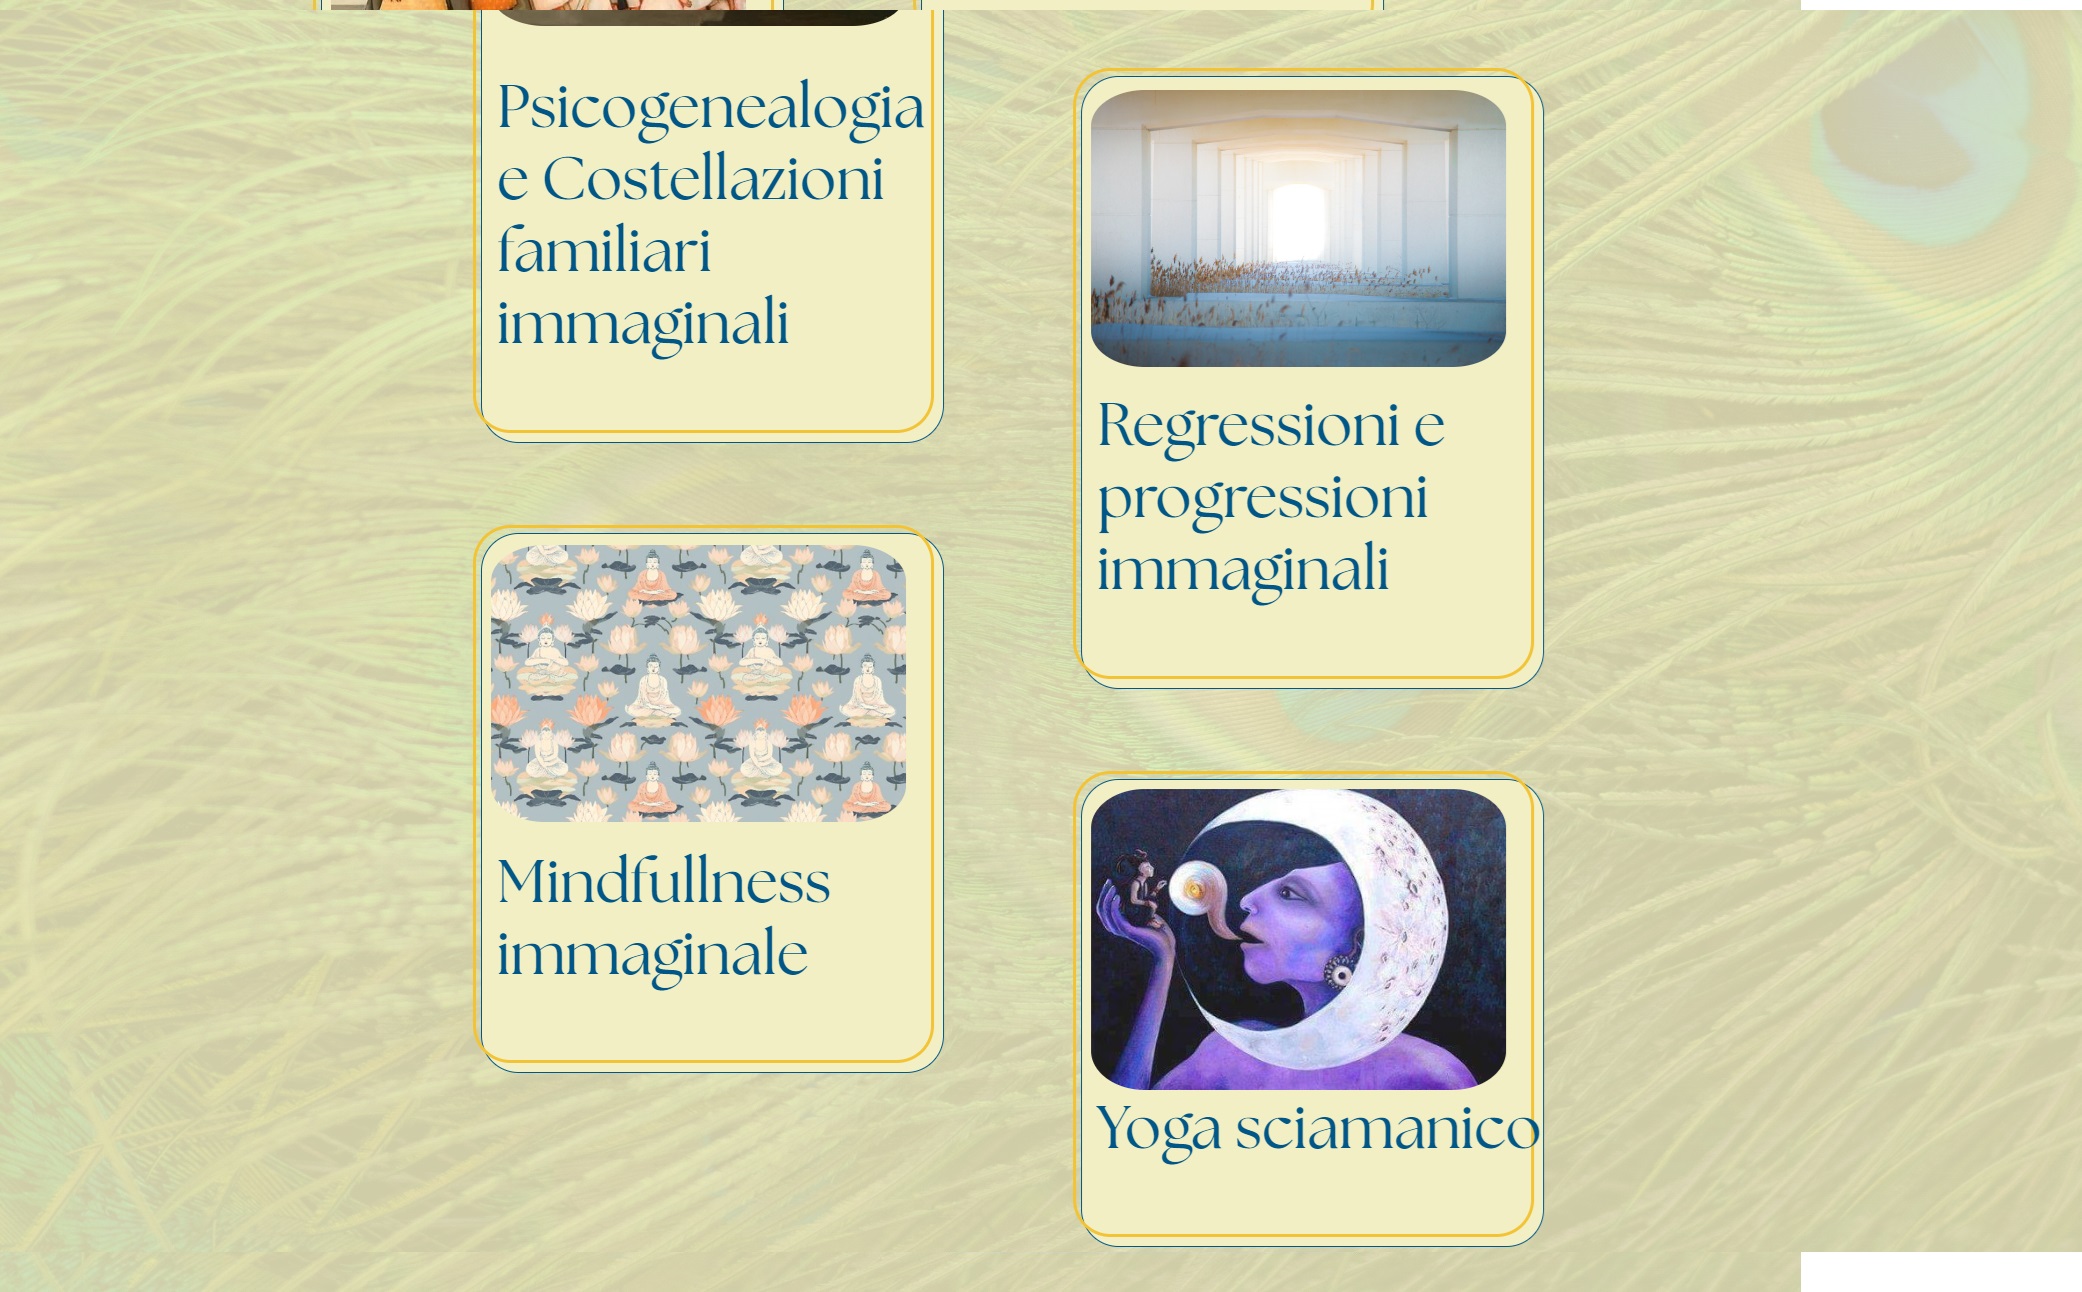 Psicogenealogia
e Costellazioni
familiari
immaginali
Regressioni e
progressioni
immaginali
Mindfullness
immaginale
Yoga sciamanico